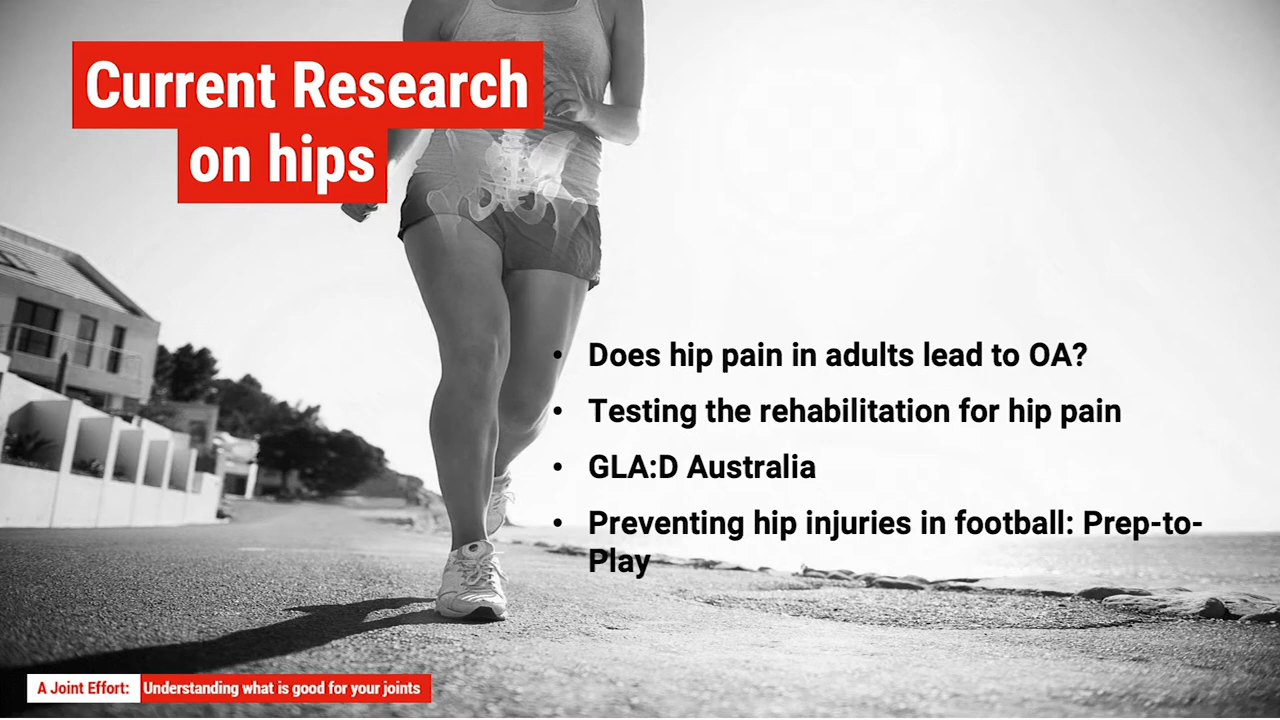 Current Research
on hips
• Does hip pain in adults lead to OA?
• Testing the rehabilitation for hip pain
• GLA:D Australia
• Preventing hip injuries in football: Prep-to-
Play
A Joint Effort: Understanding what is good for your joints